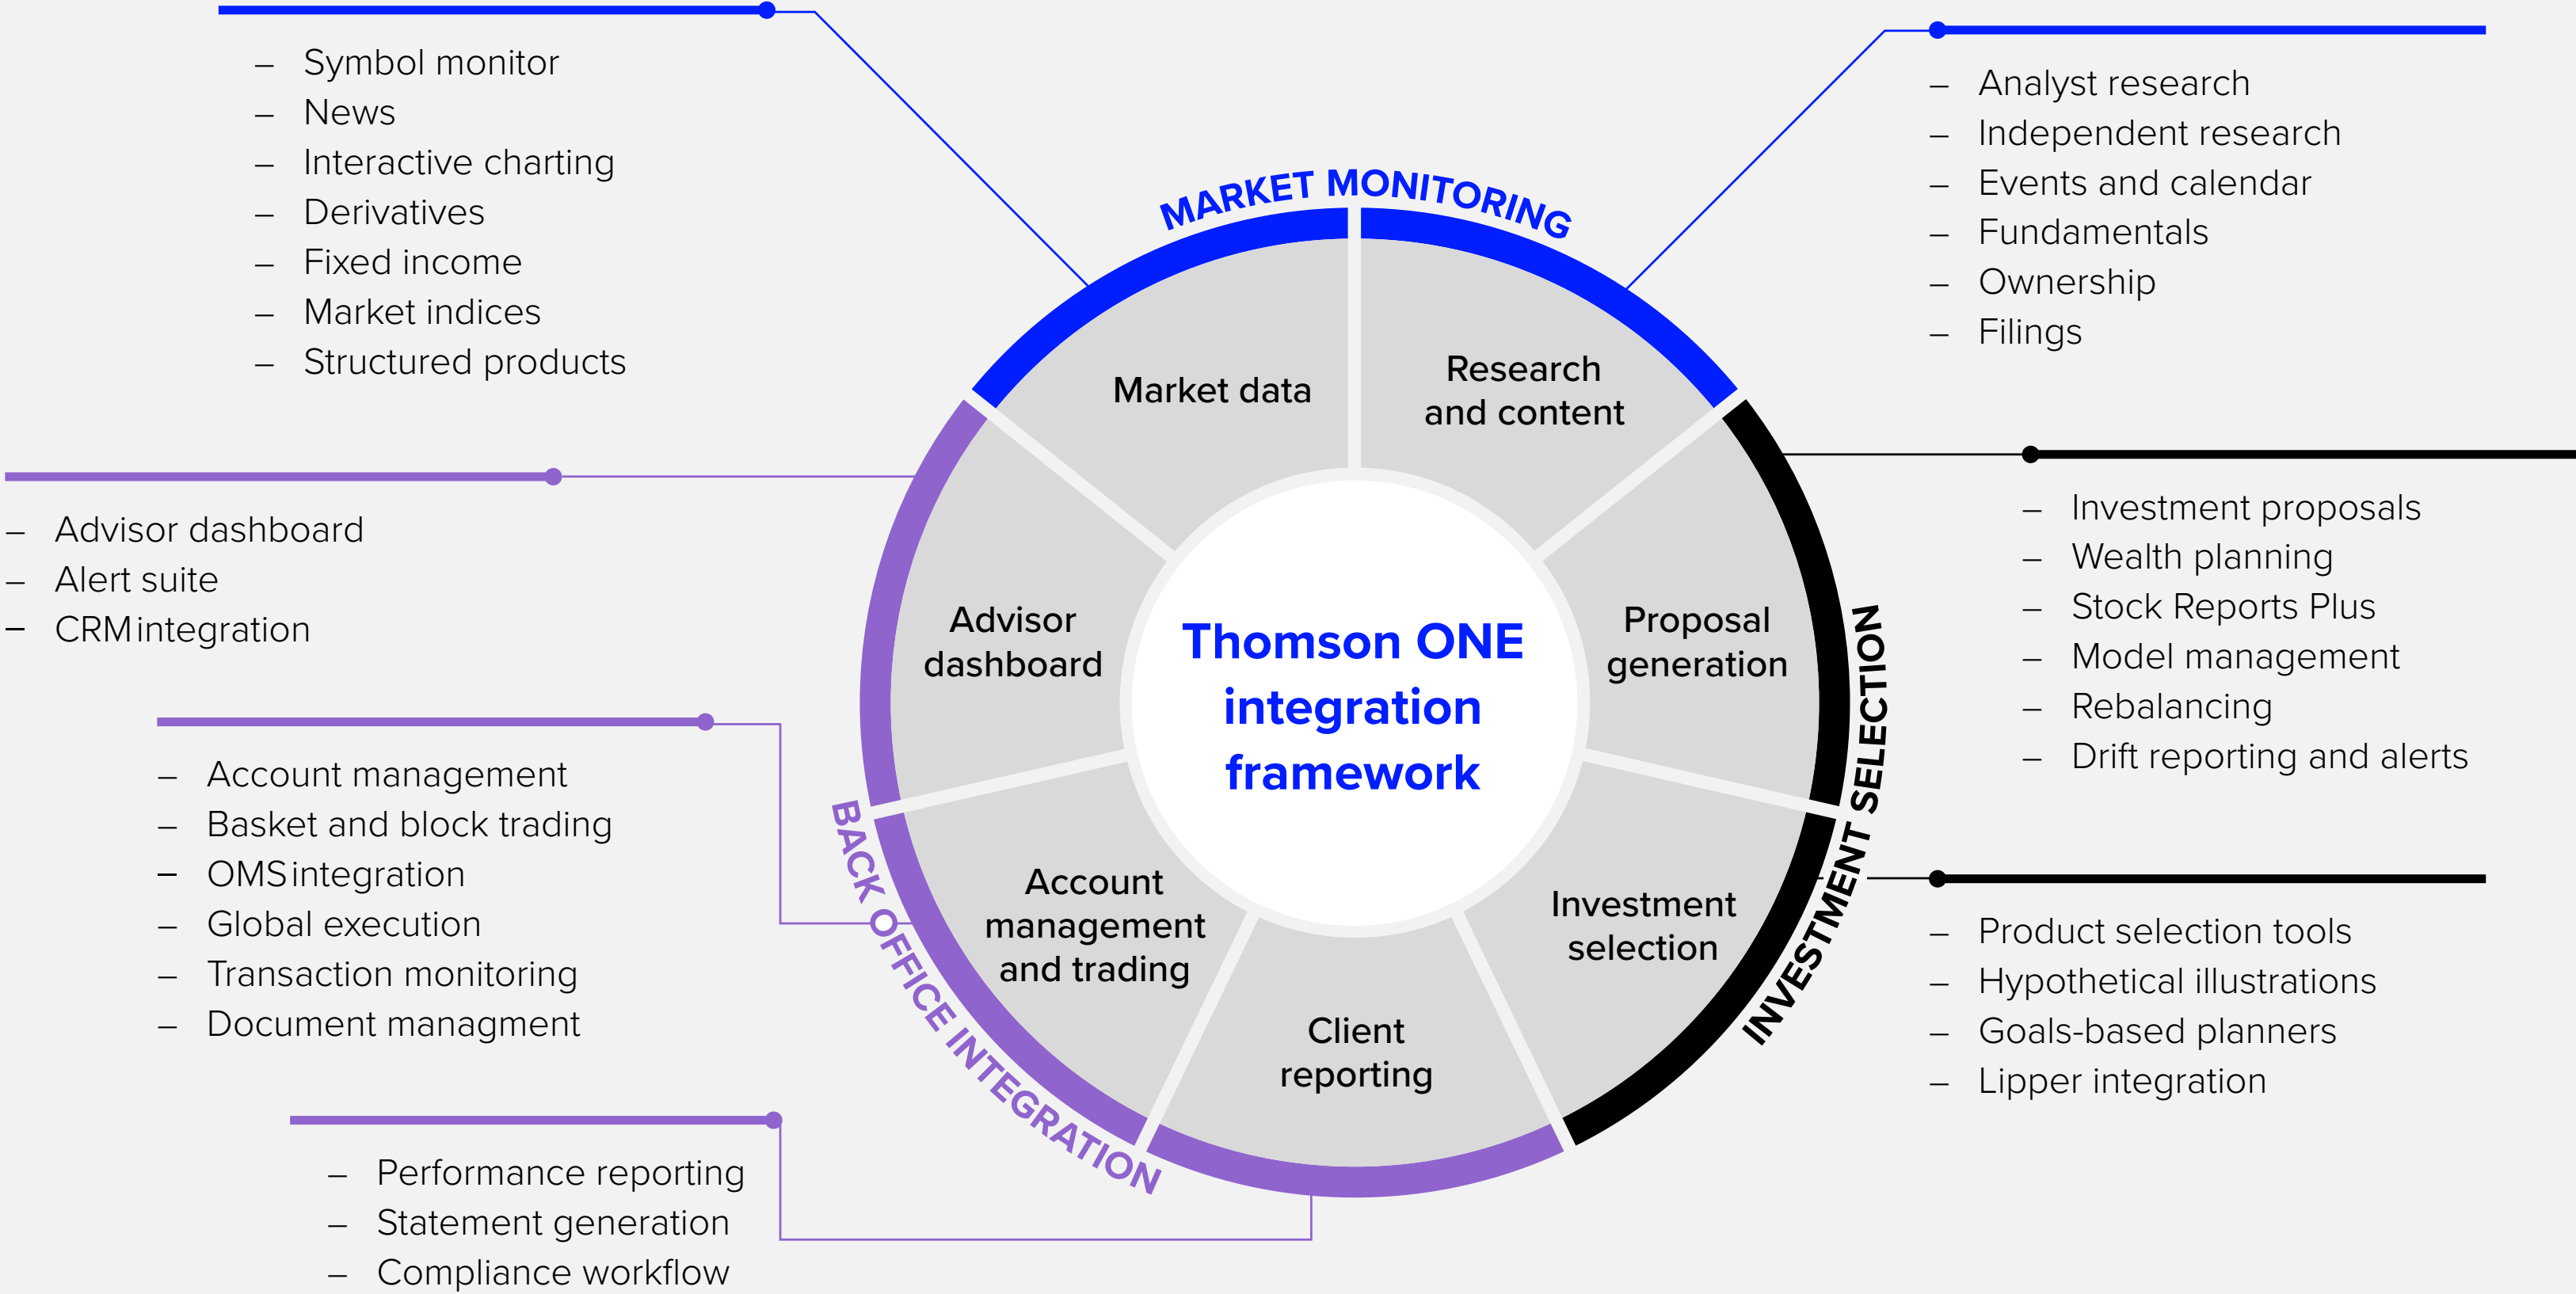 – Symbol monitor
– News
– Interactive charting
– Derivatives
– Fixed income
– Market indices
– Structured products
– Analyst research
– Independent research
– Events and calendar
– Fundamentals
– Ownership
– Filings
MARKET MONITORING
Market data
Research
and content
– Advisor dashboard
– Alert suite
– CRM integration
Advisor
dashboard
Thomson ONE
integration
framework
Proposal
generation
INVESTMENT SELECTION
– Investment proposals
– Wealth planning
– Stock Reports Plus
– Model management
– Rebalancing
– Drift reporting and alerts
– Account management
– Basket and block trading
– OMS integration
– Global execution
– Transaction monitoring
– Document managment
BACK OFFICE INTEGRATION
Account
management
and trading
Client
reporting
Investment
selection
– Product selection tools
– Hypothetical illustrations
– Goals-based planners
– Lipper integration
– Performance reporting
– Statement generation
– Compliance workflow